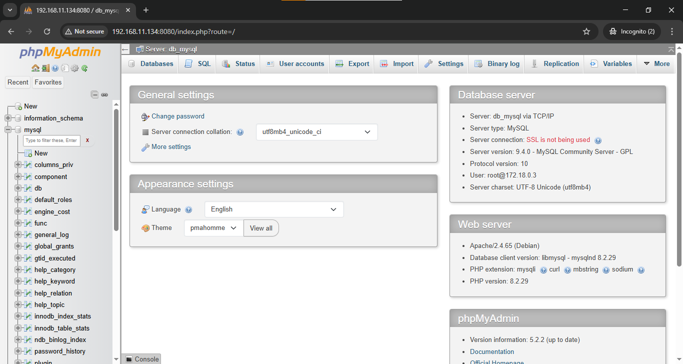 192.168.11.134:8080 / db_myso
Not secure 192.168.11.134:8080/index.php?route=/
Incognito (2)
phpMyAdmin
Recent Favorites
New
information_schema
mysql
Type to filter these, Enter X
New
columns_priv
component
db
default_roles
engine_cost
func
general_log
global_grants
gtid_executed
help_category
help_keyword
help_relation
help_topic
innodb_index_stats
innodb_table_stats
ndb_binlog_index
password_history
plugin
Server: db_mysql
Databases SQL Status User accounts Export Import Settings Binary log Replication Variables More
General settings
Change password
Server connection collation: utf8mb4_unicode_ci
More settings
Appearance settings
Language English
Theme pmahomme View all
Database server
Server: db_mysql via TCP/IP
Server type: MySQL
Server connection: SSL is not being used
Server version: 9.4.0 - MySQL Community Server - GPL
Protocol version: 10
User: root@172.18.0.3
Server charset: UTF-8 Unicode (utf8mb4)
Web server
Apache/2.4.65 (Debian)
Database client version: libmysql - mysqlnd 8.2.29
PHP extension: mysqli curl mbstring sodium
PHP version: 8.2.29
phpMyAdmin
Version information: 5.2.2 (up to date)
Documentation
Official Homepage
Console